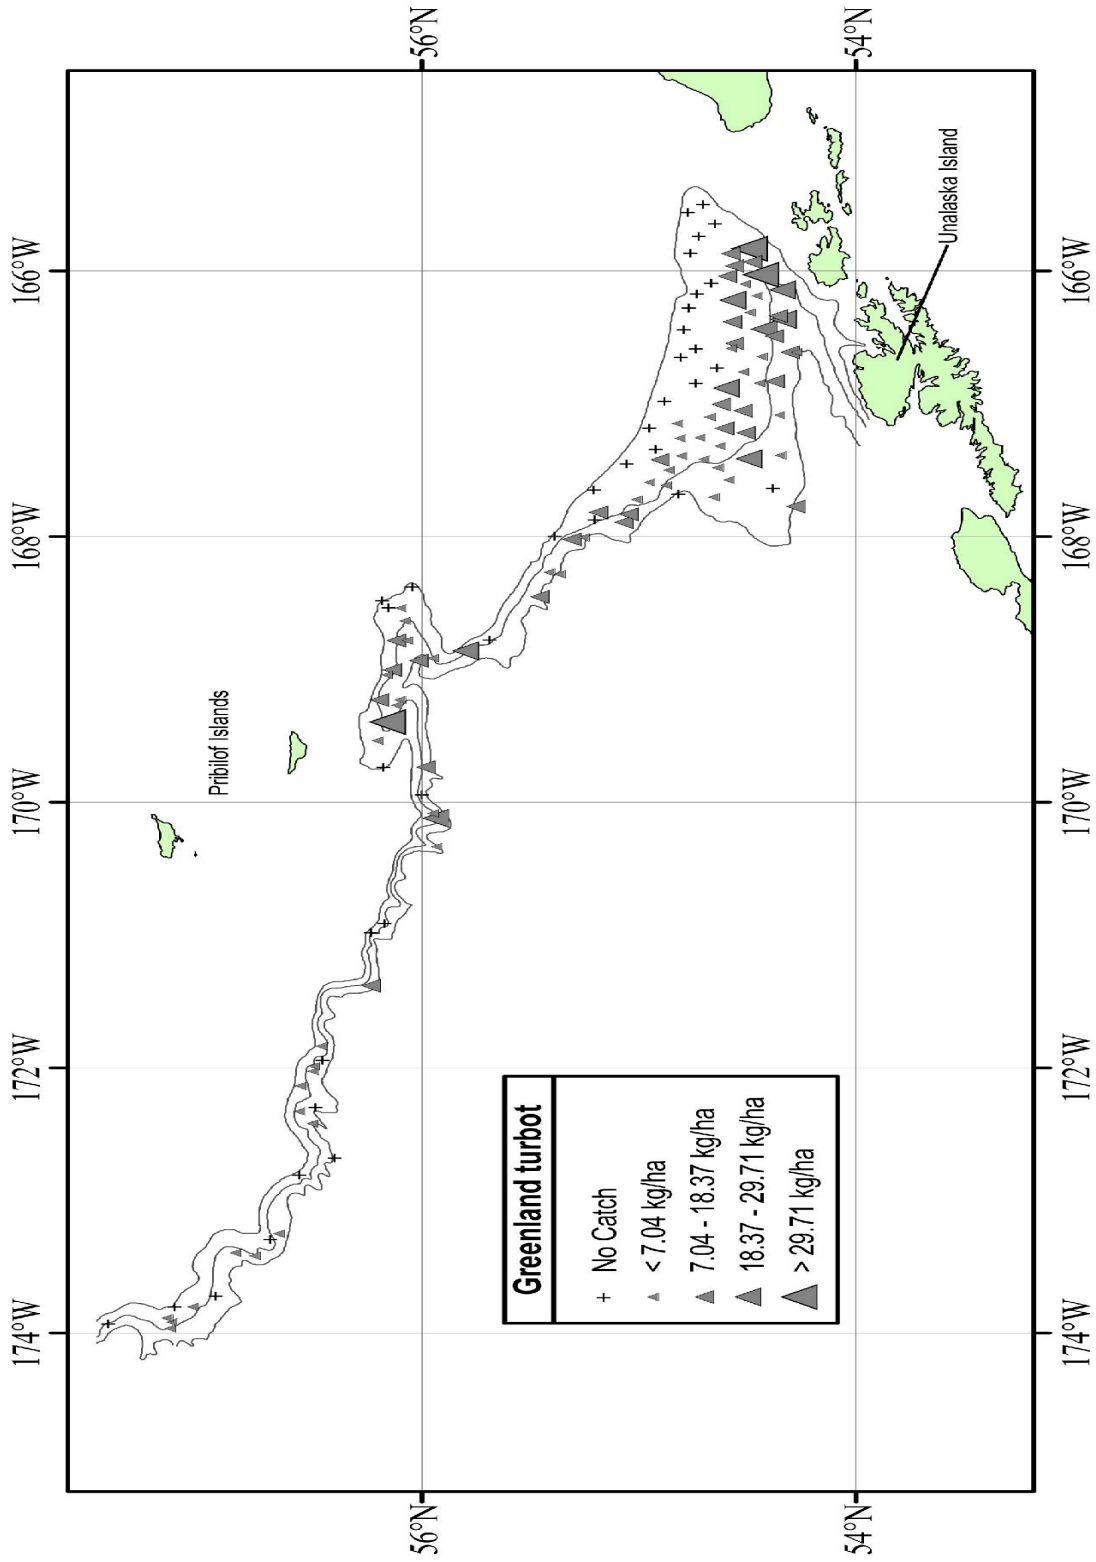 174°W
172°W
170°W
168°W
166°W
56°N
56°N
Pribilof Islands
Greenland turbot
No Catch
< 7.04 kg/ha
7.04 - 18.37 kg/ha
18.37 - 29.71 kg/ha
> 29.71 kg/ha
Unalaska Island
54°N
54°N
174°W
172°W
170°W
168°W
166°W